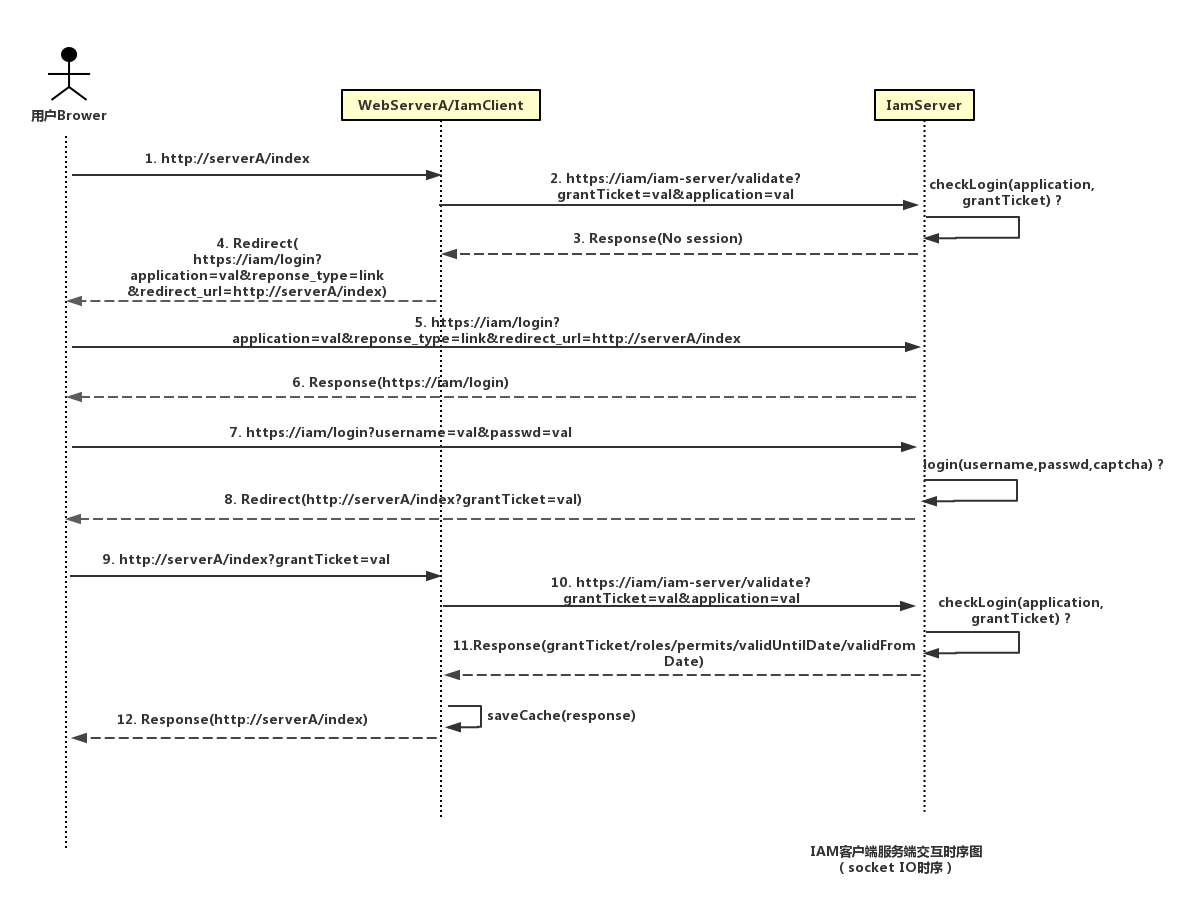 用户Brower
WebServerA/IamClient
IamServer
1. http://serverA/index
2. https://iam/iam-server/validate?
grantTicket=val&application=val
checkLogin(application,
grantTicket) ?
3. Response(No session)
4. Redirect(
https://iam/login?
application=val&reponse_type=link
&redirect_url=http://serverA/index)
5. https://iam/login?
application=val&reponse_type=link&redirect_url=http://serverA/index
6. Response(https://iam/login)
7. https://iam/login?username=val&passwd=val
login(username,passwd,captcha) ?
8. Redirect(http://serverA/index?grantTicket=val)
9. http://serverA/index?grantTicket=val
10. https://iam/iam-server/validate?
grantTicket=val&application=val
checkLogin(application,
grantTicket) ?
11.Response(grantTicket/roles/permits/validUntilDate/validFrom
Date)
saveCache(response)
12. Response(http://serverA/index)
IAM客户端服务端交互时序图
（socket IO时序）